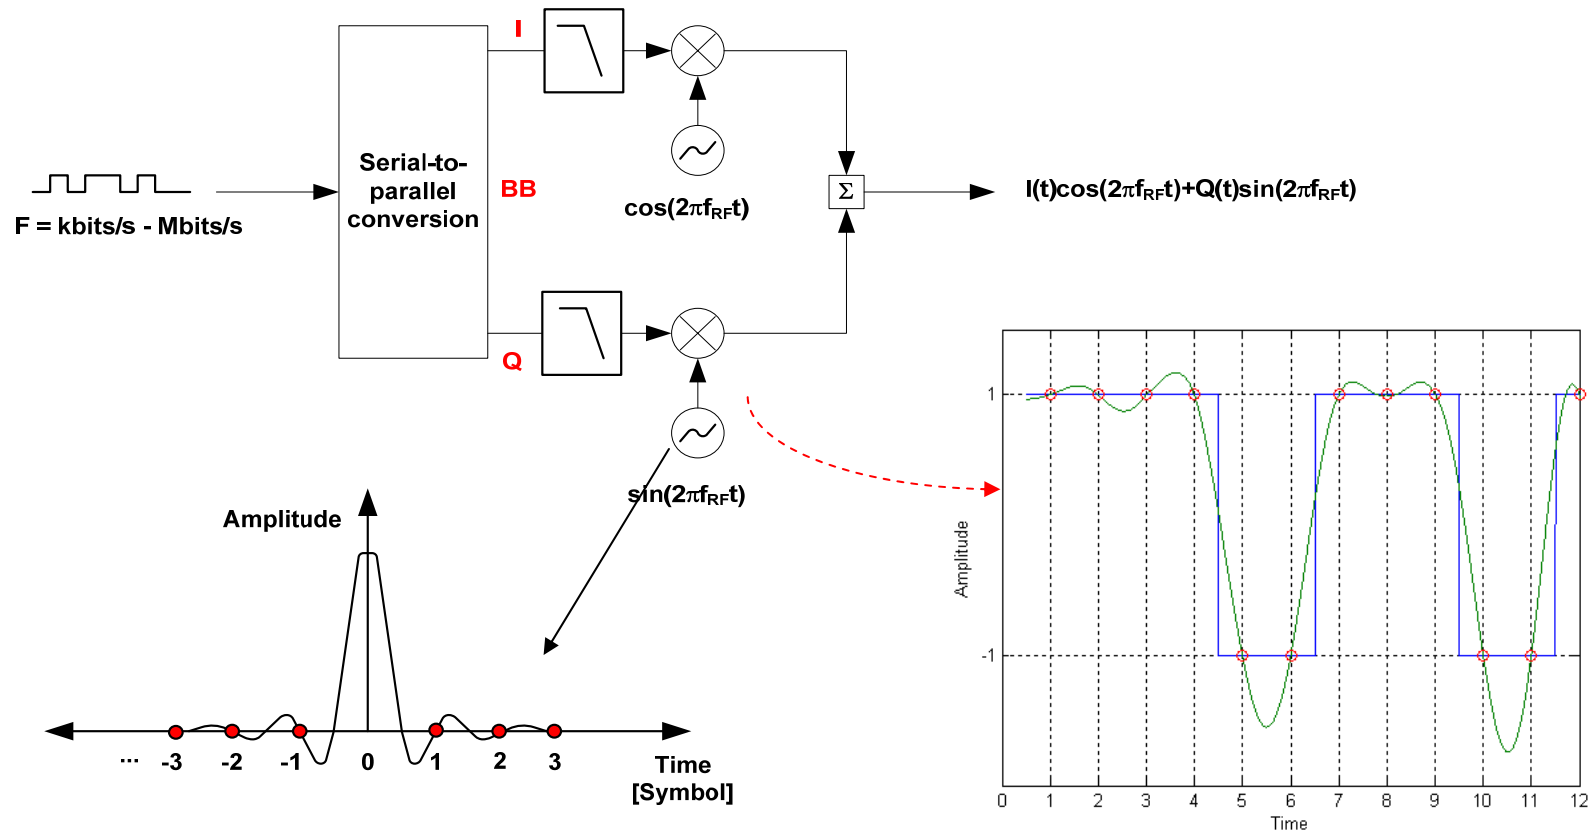 I
Serial-to-
parallel
conversion
BB
F = kbits/s - Mbits/s
cos(2πfRFt)
Σ
I(t)cos(2πfRFt)+Q(t)sin(2πfRFt)
Q
sin(2πfRFt)
Amplitude
... -3 -2 -1 0 1 2 3
Time
[Symbol]
1
-1
Amplitude
0 1 2 3 4 5 6 7 8 9 10 11 12
Time